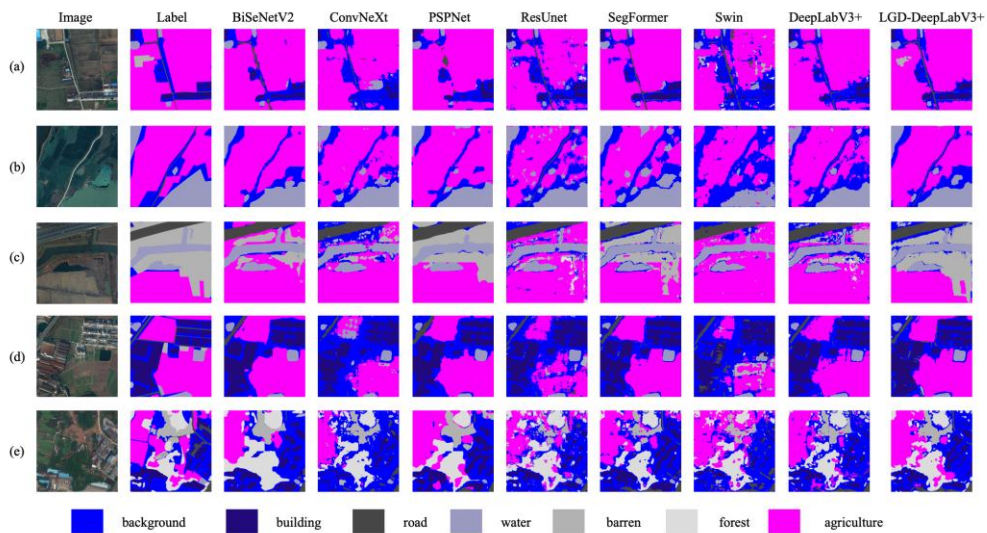 Image Label BiSeNetV2 ConvNeXt PSPNet ResUnet SegFormer Swin DeepLabV3+ LGD-DeepLabV3+
(a)
(b)
(c)
(d)
(e)
background building road water barren forest agriculture